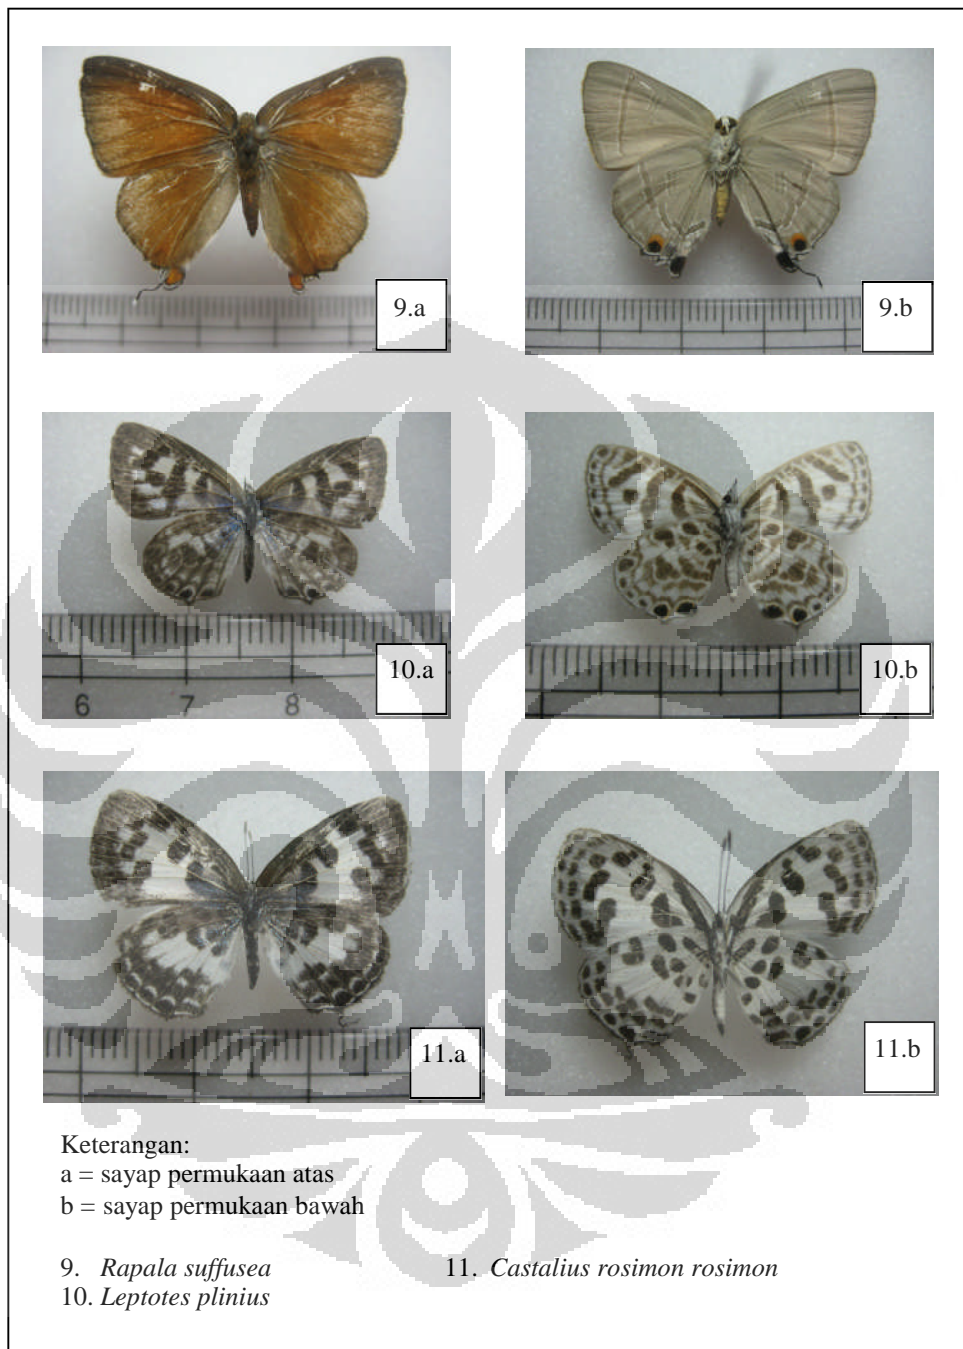 9.a
9.b
6 7 8
10.a
10.b
11.a
11.b
Keterangan:
a = sayap permukaan atas
b = sayap permukaan bawah
9. Rapala suffusea
10. Leptotes plinius
11. Castalius rosimon rosimon